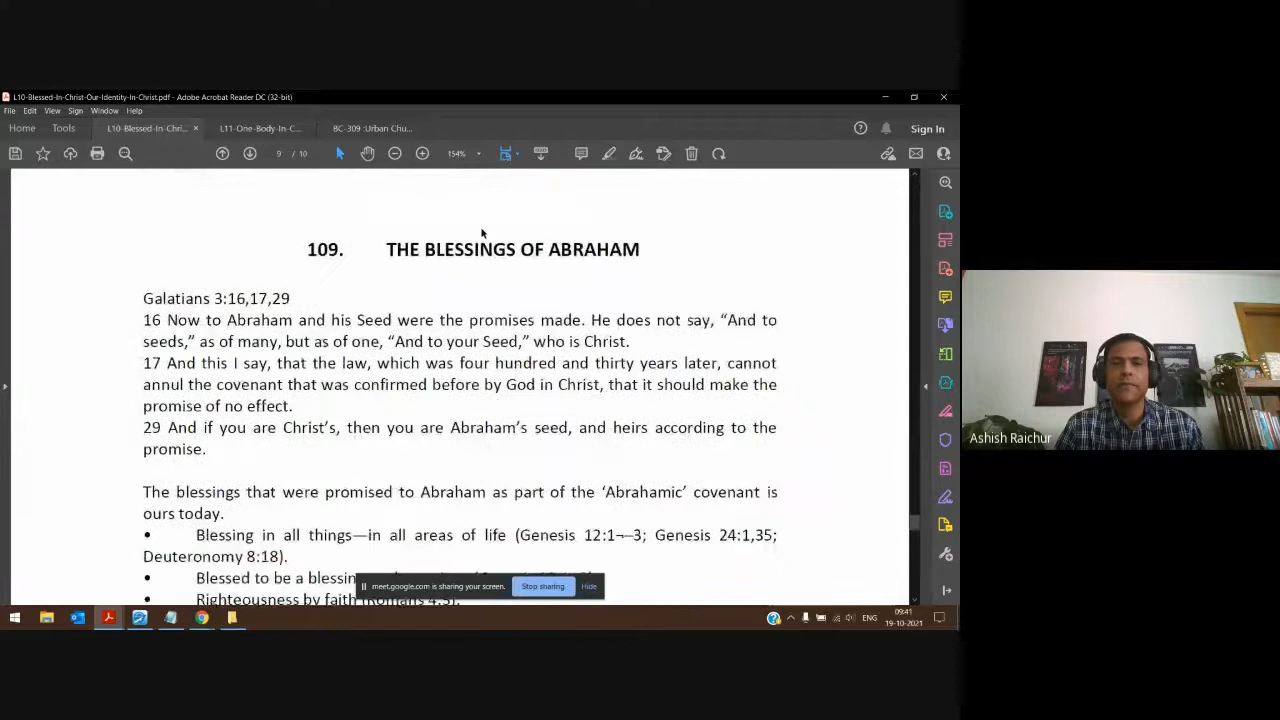 L10-Blessed-In-Christ-Our-Identity-In-Christ.pdf - Adobe Acrobat Reader DC (32-bit)
File Edit View Sign Window Help
Home Tools L10-Blessed-In-Chri... × L11-One-Body-In-C... BC-309 :Urban Chu... Sign In
9 / 10 154%
109. THE BLESSINGS OF ABRAHAM
Galatians 3:16,17,29
16 Now to Abraham and his Seed were the promises made. He does not say, “And to
seeds,” as of many, but as of one, “And to your Seed,” who is Christ.
17 And this I say, that the law, which was four hundred and thirty years later, cannot
annul the covenant that was confirmed before by God in Christ, that it should make the
promise of no effect.
29 And if you are Christ’s, then you are Abraham’s seed, and heirs according to the
promise.
The blessings that were promised to Abraham as part of the ‘Abrahamic’ covenant is
ours today.
• Blessing in all things—in all areas of life (Genesis 12:1¬–3; Genesis 24:1,35;
Deuteronomy 8:18).
• Blessed to be a blessin
• Righteousness by faith (Romans 4:3).
meet.google.com is sharing your screen. Stop sharing Hide
Ashish Raichur
ENG
09:41
19-10-2021